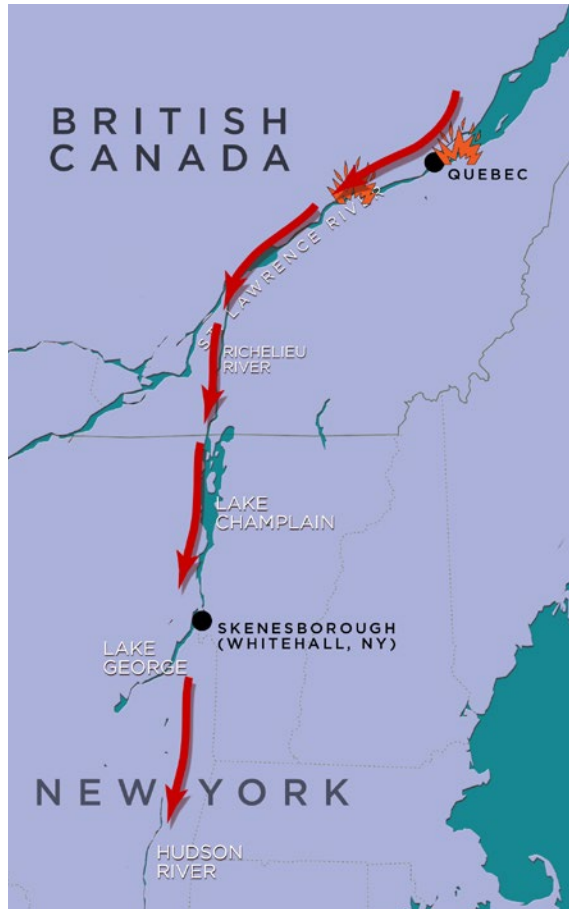 BRITISH
CANADA
QUEBEC
ST. LAWRENCE RIVER
RICHELIEU
RIVER
LAKE
CHAMPLAIN
SKENESBOROUGH
(WHITEHALL, NY)
LAKE
GEORGE
NEW YORK
HUDSON
RIVER